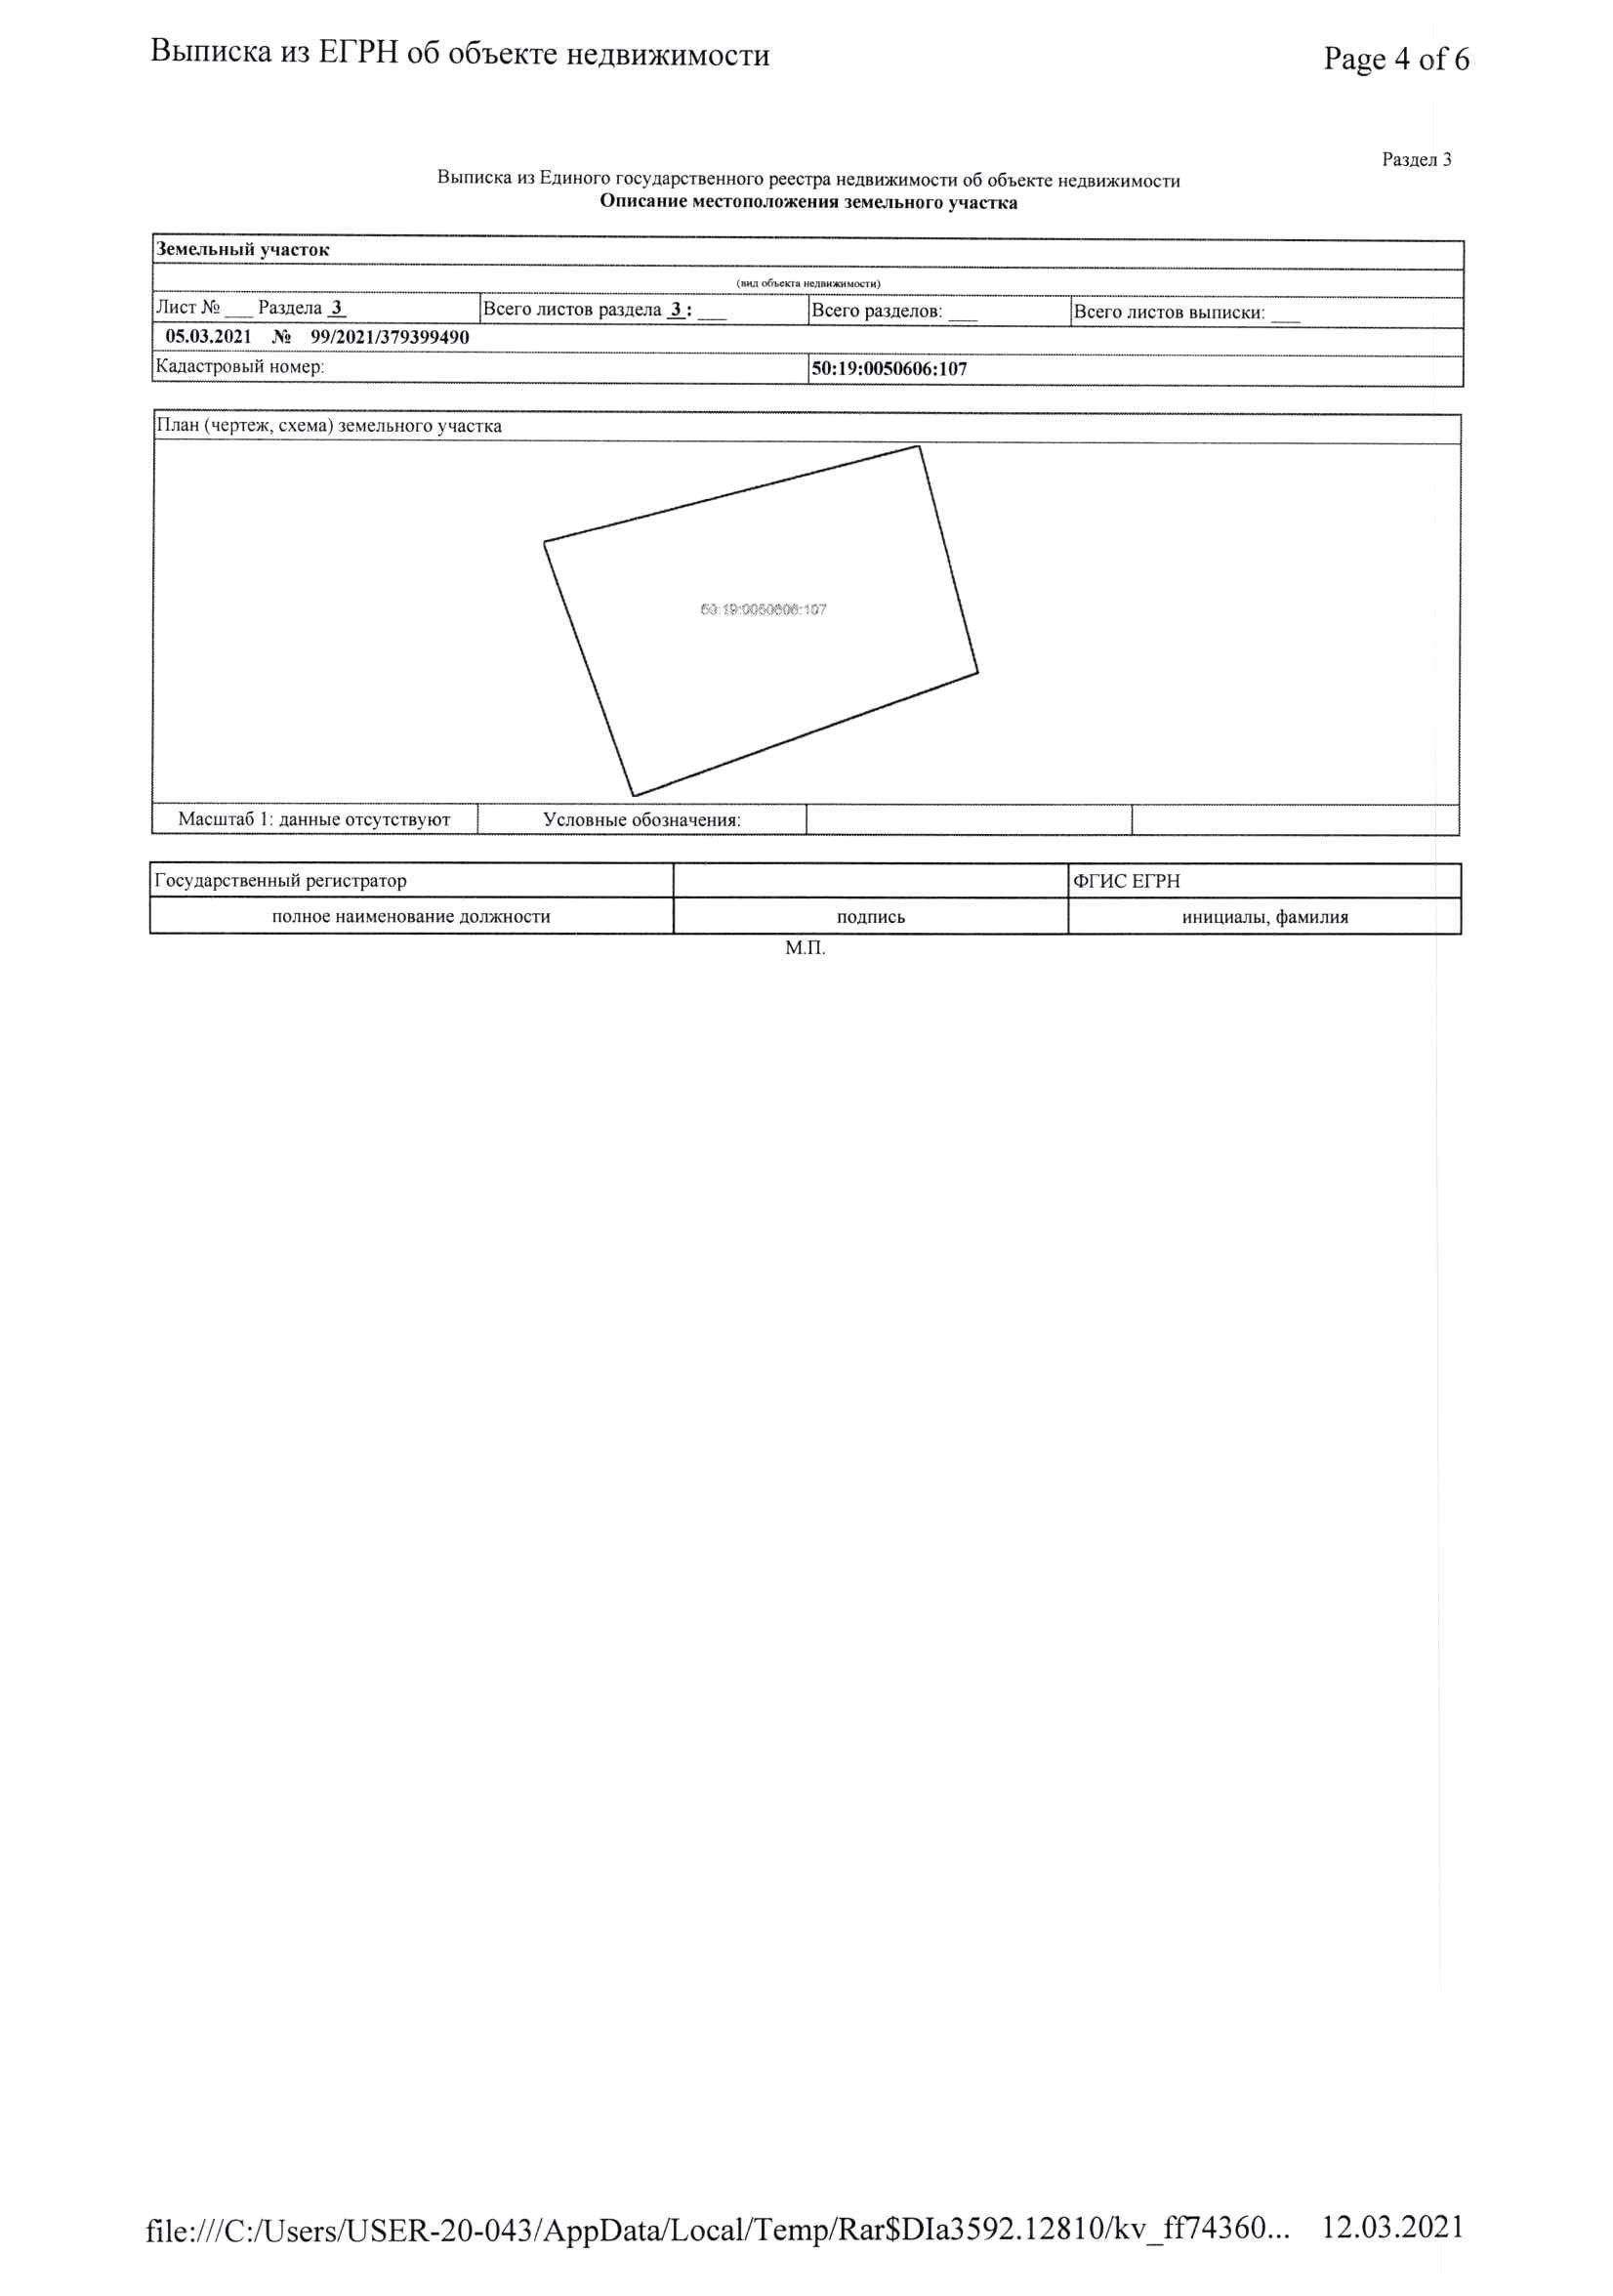 Выписка из ЕГРН об объекте недвижимости Page 4 of 6
Раздел 3
Выписка из Единого государственного реестра недвижимости об объекте недвижимости
Описание местоположения земельного участка
Земельный участок
(вид объекта недвижимости)
Лист № ___ Раздела 3 Всего листов раздела 3 : ___ Всего разделов: ___ Всего листов выписки: ___
05.03.2021 № 99/2021/379399490
Кадастровый номер: 50:19:0050606:107
План (чертеж, схема) земельного участка
50:19:0050606:107
Масштаб 1: данные отсутствуют Условные обозначения:
Государственный регистратор ФГИС ЕГРН
полное наименование должности подпись инициалы, фамилия
М.П.
file:///C:/Users/USER-20-043/AppData/Local/Temp/Rar$DIa3592.12810/kv_ff74360... 12.03.2021